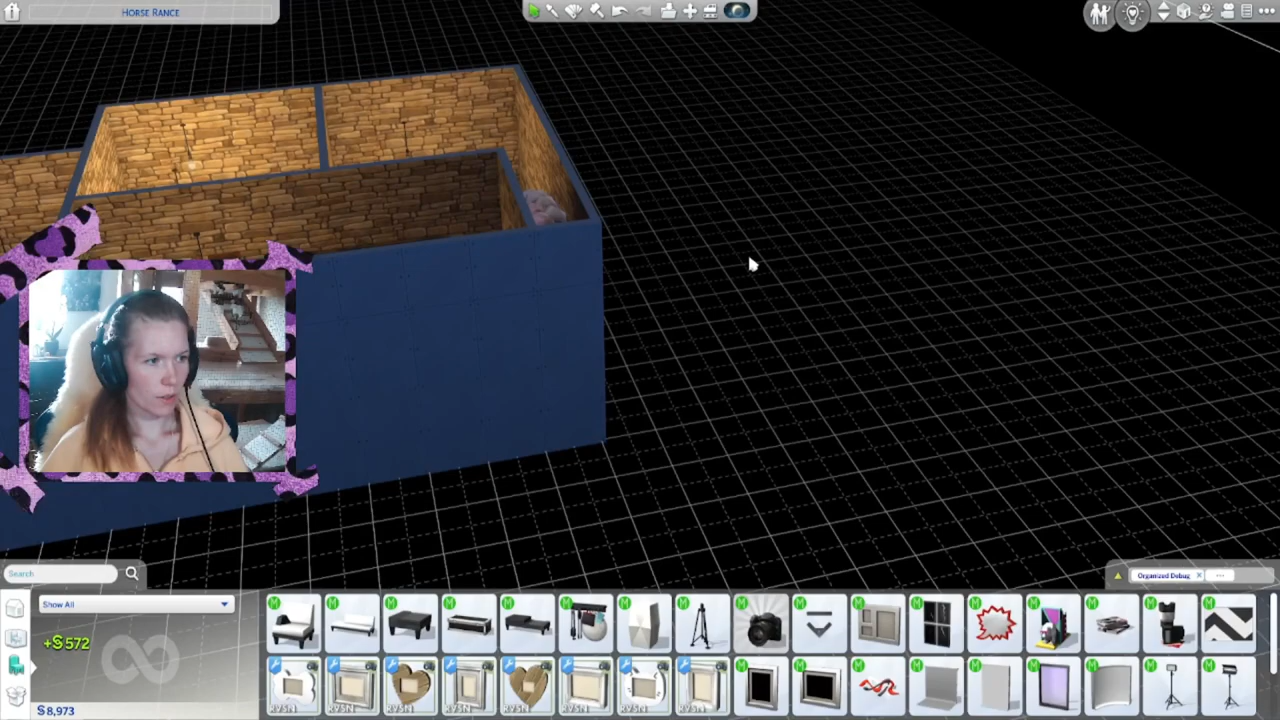 HORSE RANCE
Search
Organized Debug
Show All
+§572
§8,973